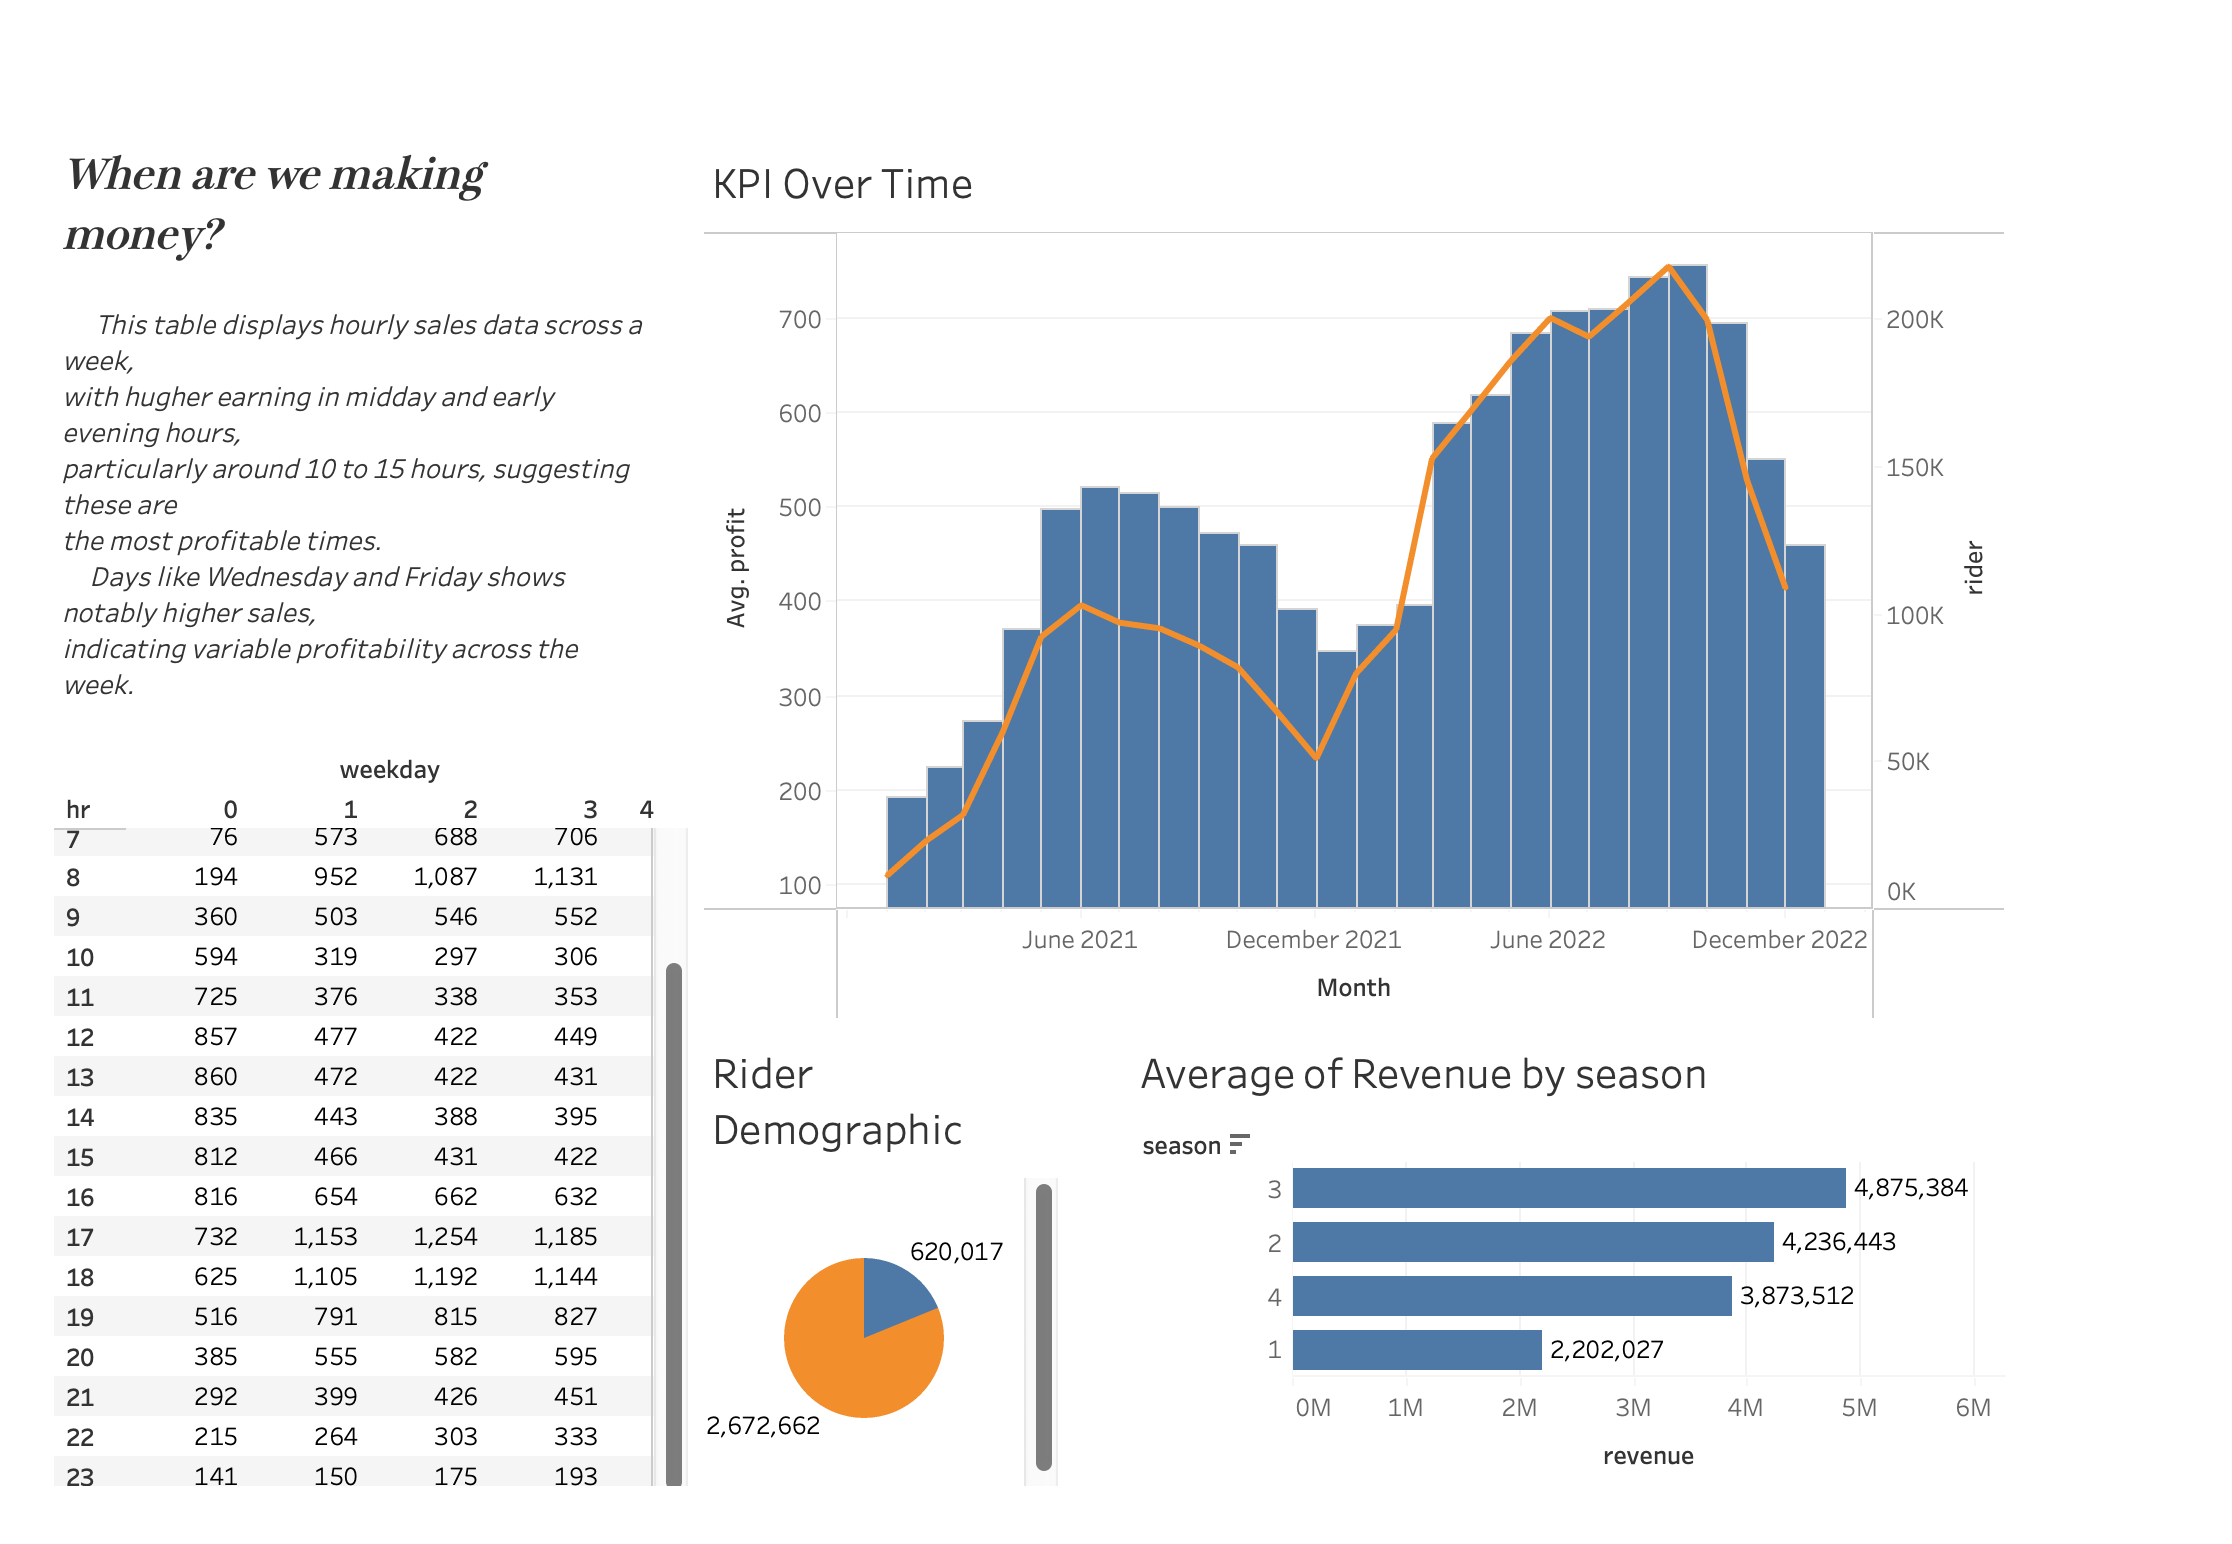 When are we making
money?
This table displays hourly sales data scross a
week,
with hugher earning in midday and early
evening hours,
particularly around 10 to 15 hours, suggesting
these are
the most profitable times.
Days like Wednesday and Friday shows
notably higher sales,
indicating variable profitability across the
week.
weekday
hr 0 1 2 3 4
7 76 573 688 706
8 194 952 1,087 1,131
9 360 503 546 552
10 594 319 297 306
11 725 376 338 353
12 857 477 422 449
13 860 472 422 431
14 835 443 388 395
15 812 466 431 422
16 816 654 662 632
17 732 1,153 1,254 1,185
18 625 1,105 1,192 1,144
19 516 791 815 827
20 385 555 582 595
21 292 399 426 451
22 215 264 303 333
23 141 150 175 193
KPI Over Time
Avg. profit
700
600
500
400
300
200
100
200K
150K
100K
50K
0K
rider
June 2021 December 2021 June 2022 December 2022
Month
Rider
Demographic
620,017
2,672,662
Average of Revenue by season
season
3 4,875,384
2 4,236,443
4 3,873,512
1 2,202,027
0M 1M 2M 3M 4M 5M 6M
revenue